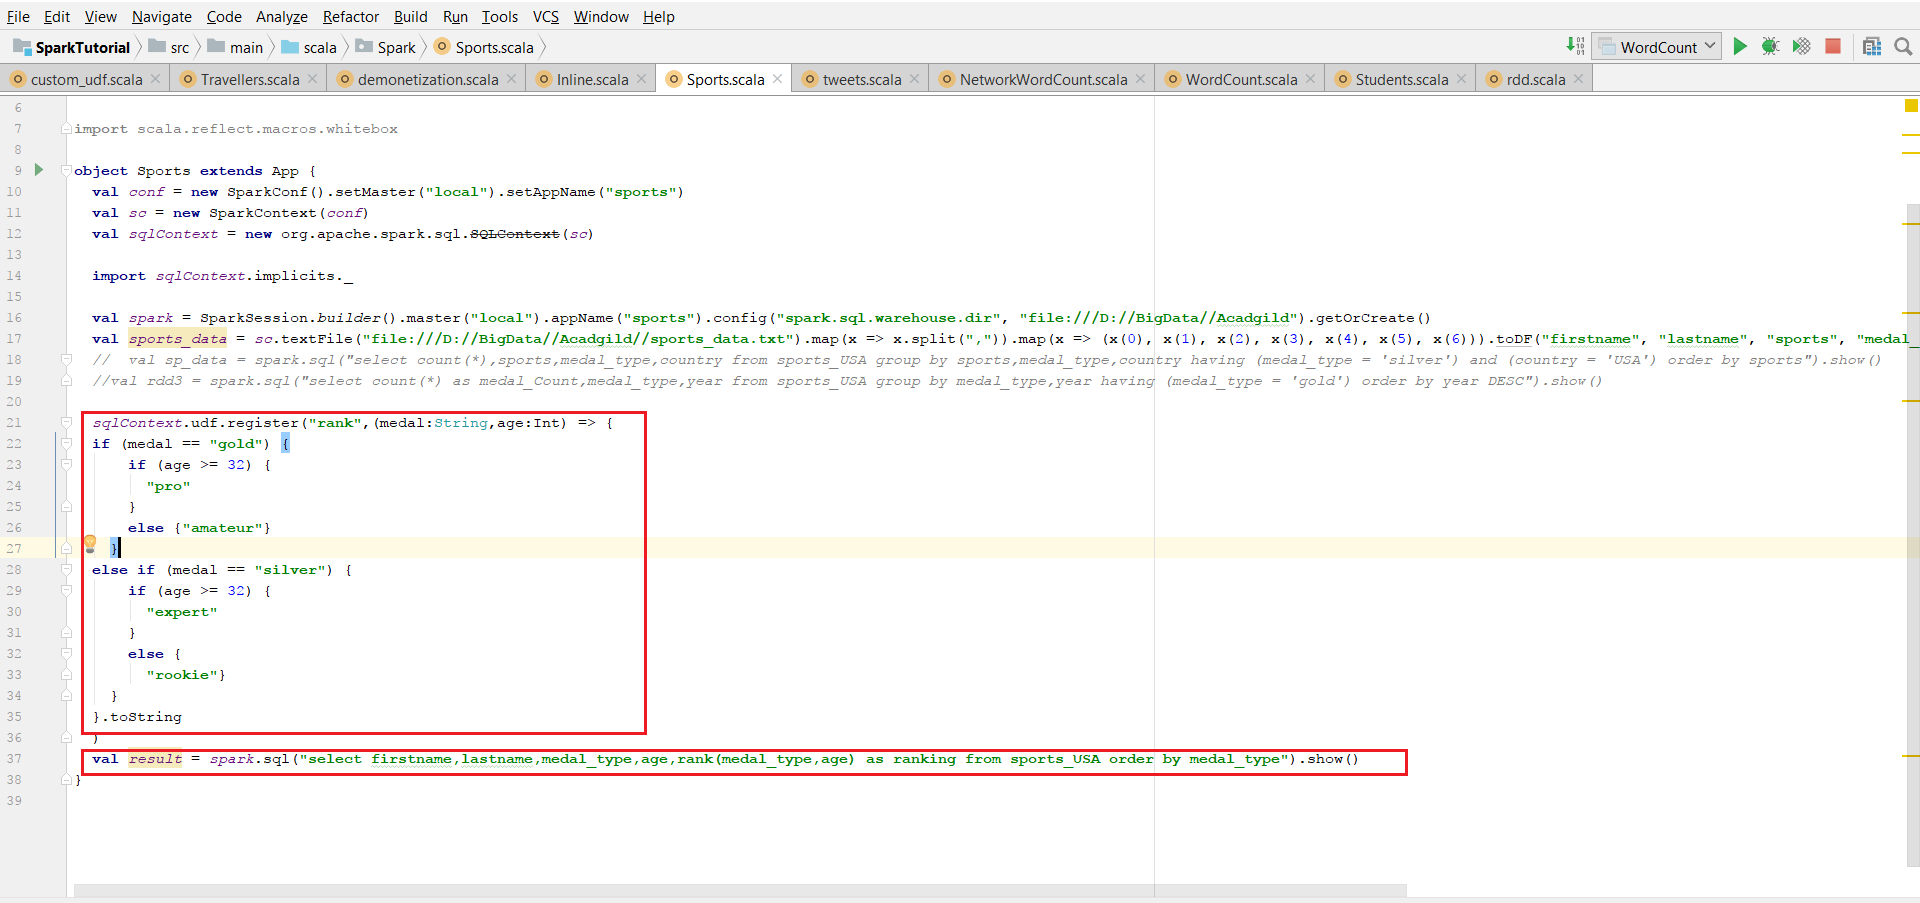 File Edit View Navigate Code Analyze Refactor Build Run Tools VCS Window Help
SparkTutorial src main scala Spark Sports.scala WordCount
custom_udf.scala Travellers.scala demonetization.scala Inline.scala Sports.scala tweets.scala NetworkWordCount.scala WordCount.scala Students.scala rdd.scala
6
7 import scala.reflect.macros.whitebox
8
9 object Sports extends App {
10 val conf = new SparkConf().setMaster("local").setAppName("sports")
11 val sc = new SparkContext(conf)
12 val sqlContext = new org.apache.spark.sql.SQLContext(sc)
13
14 import sqlContext.implicits._
15
16 val spark = SparkSession.builder().master("local").appName("sports").config("spark.sql.warehouse.dir", "file:///D://BigData//Acadgild").getOrCreate()
17 val sports_data = sc.textFile("file:///D://BigData//Acadgild//sports_data.txt").map(x => x.split(",")).map(x => (x(0), x(1), x(2), x(3), x(4), x(5), x(6))).toDF("firstname", "lastname", "sports", "medal_
18 // val sp_data = spark.sql("select count(*),sports,medal_type,country from sports_USA group by sports,medal_type,country having (medal_type = 'silver') and (country = 'USA') order by sports").show()
19 //val rdd3 = spark.sql("select count(*) as medal_Count,medal_type,year from sports_USA group by medal_type,year having (medal_type = 'gold') order by year DESC").show()
20
21 sqlContext.udf.register("rank",(medal:String,age:Int) => {
22 if (medal == "gold") {
23 if (age >= 32) {
24 "pro"
25 }
26 else {"amateur"}
27 }
28 else if (medal == "silver") {
29 if (age >= 32) {
30 "expert"
31 }
32 else {
33 "rookie"}
34 }
35 }.toString
36 )
37 val result = spark.sql("select firstname,lastname,medal_type,age,rank(medal_type,age) as ranking from sports_USA order by medal_type").show()
38 }
39